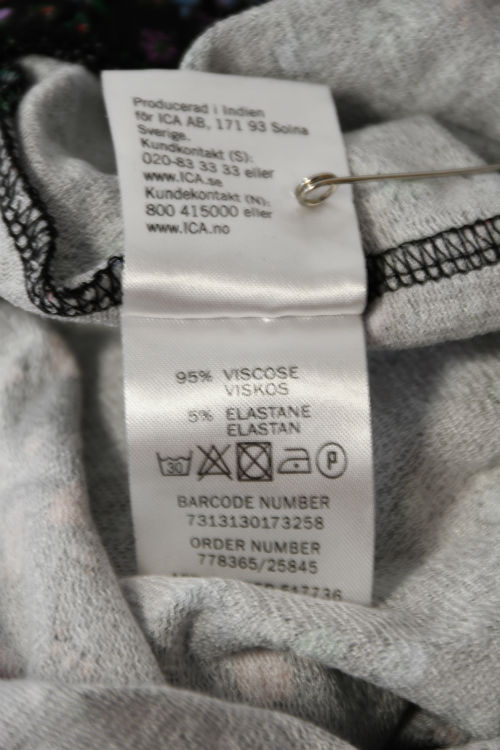 Producerad i Indien
för ICA AB, 171 93 Solna
Sverige.
Kundkontakt (S):
020-83 33 33 eller
www.ICA.se
Kundekontakt (N):
800 415000 eller
www.ICA.no
95% VISCOSE
VISKOS
5% ELASTANE
ELASTAN
30 P
BARCODE NUMBER
7313130173258
ORDER NUMBER
778365/25845